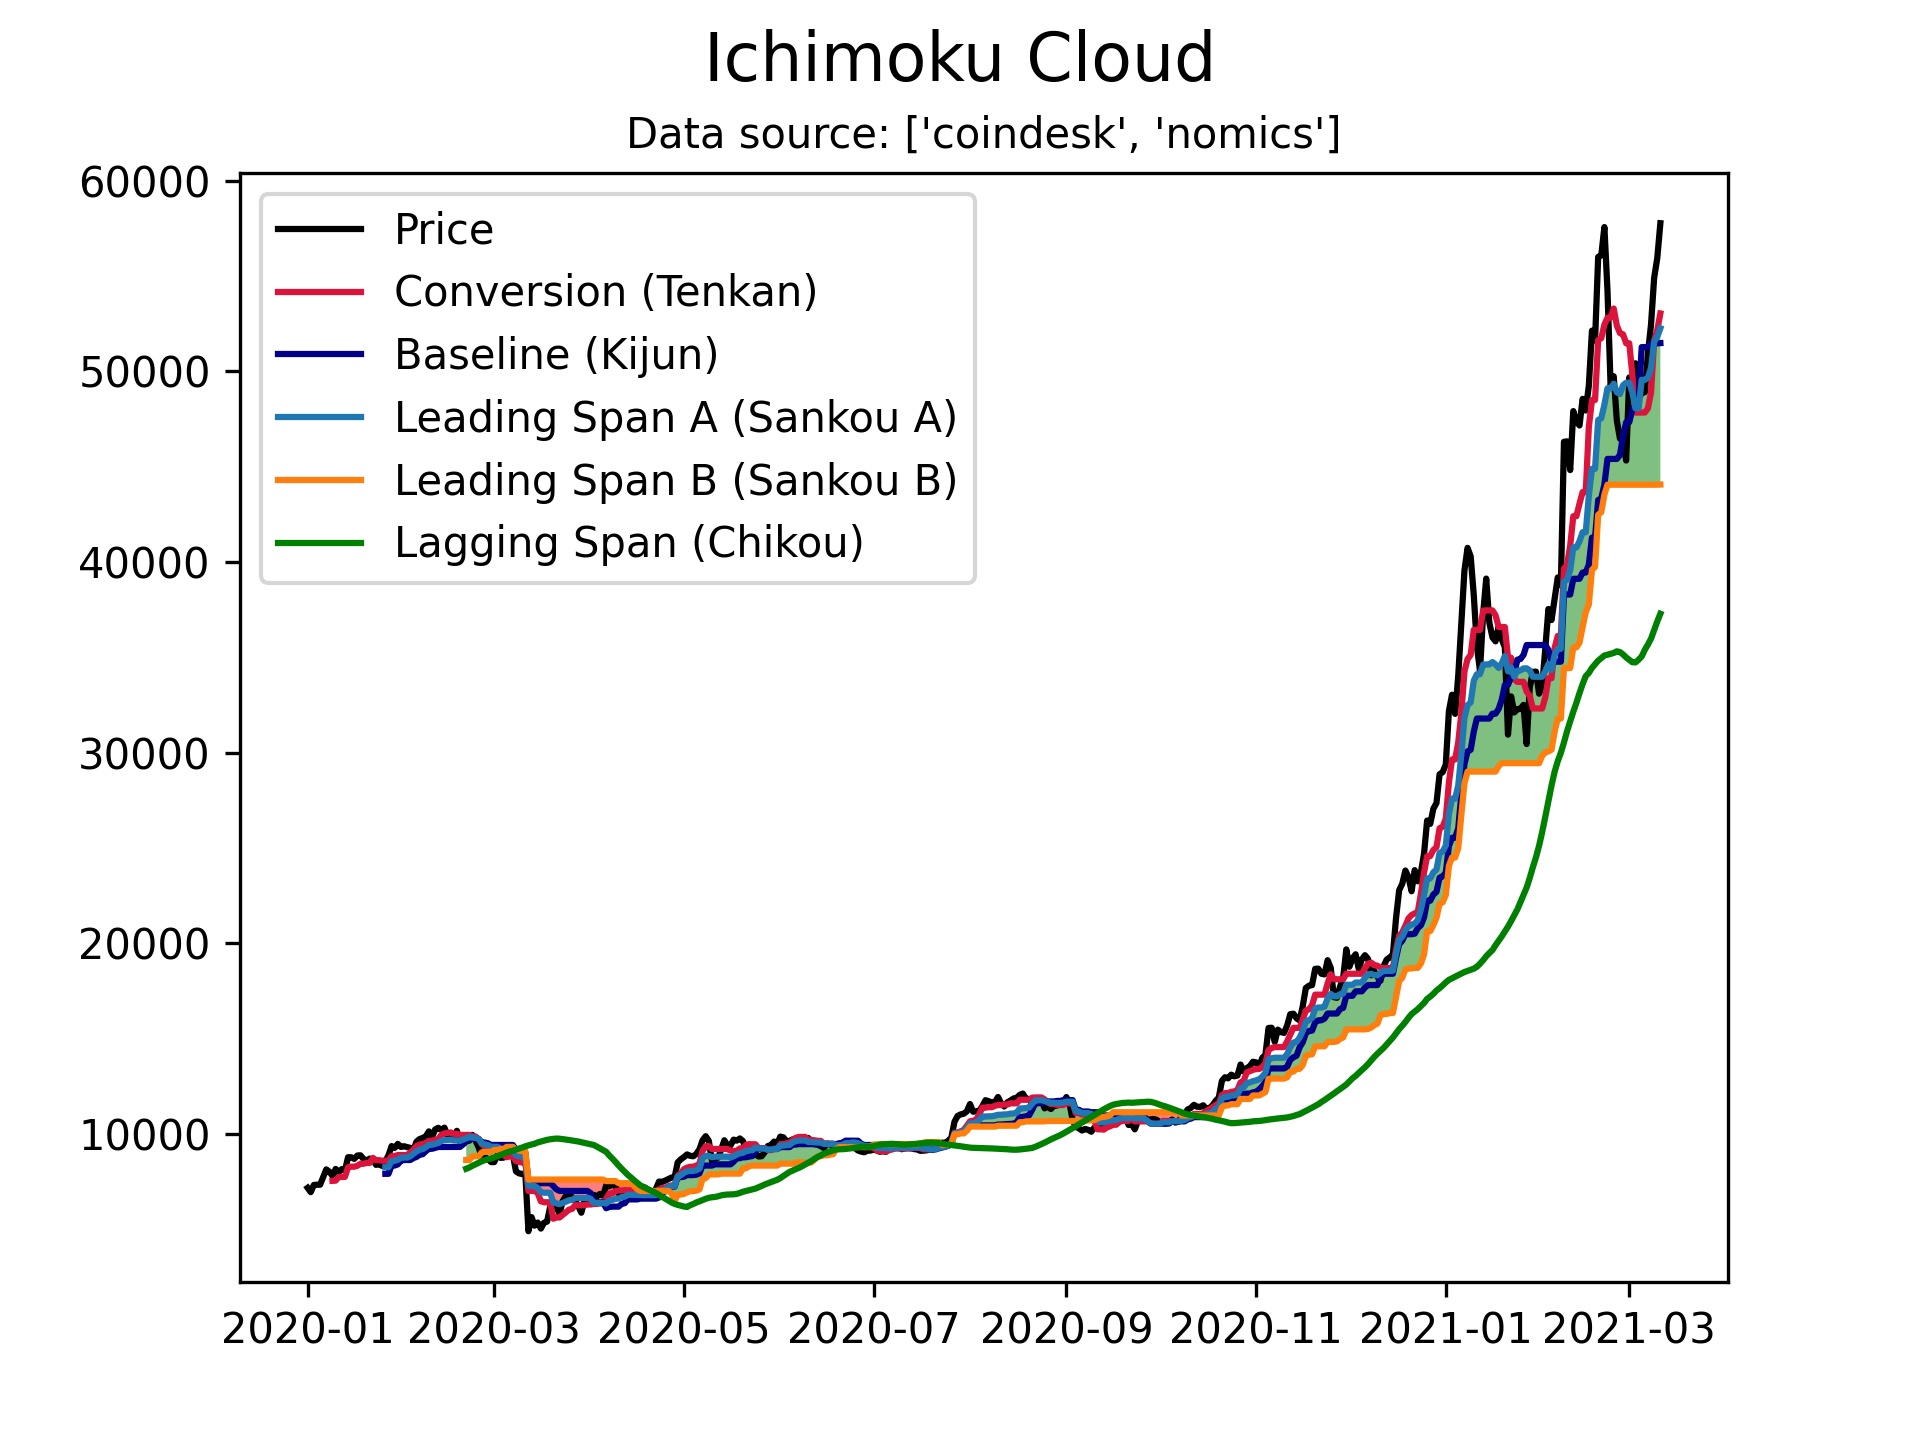 Ichimoku Cloud
Data source: ['coindesk', 'nomics']
60000
50000
40000
30000
20000
10000
Price
Conversion (Tenkan)
Baseline (Kijun)
Leading Span A (Sankou A)
Leading Span B (Sankou B)
Lagging Span (Chikou)
2020-01 2020-03 2020-05 2020-07 2020-09 2020-11 2021-01 2021-03